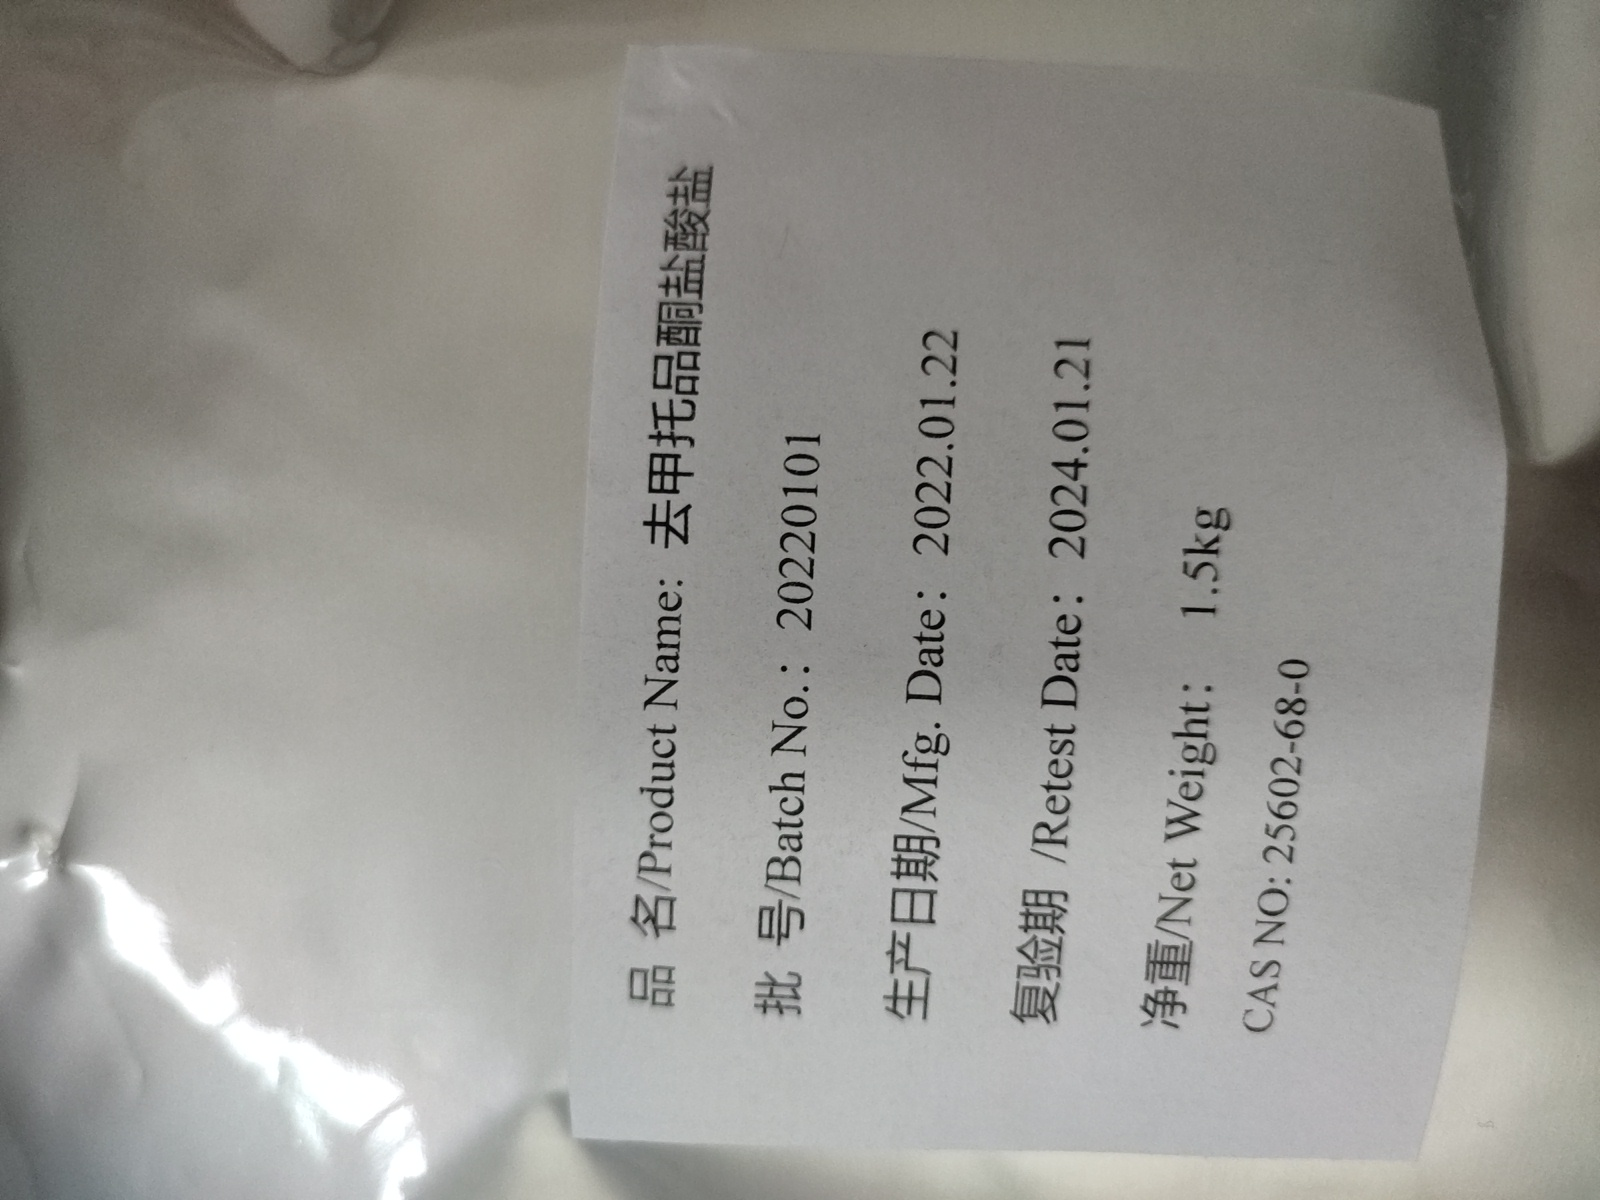 品 名/Product Name: 去甲托品酮盐酸盐
批 号/Batch No.: 20220101
生产日期/Mfg. Date: 2022.01.22
复验期 /Retest Date: 2024.01.21
净重/Net Weight: 1.5kg
CAS NO: 25602-68-0